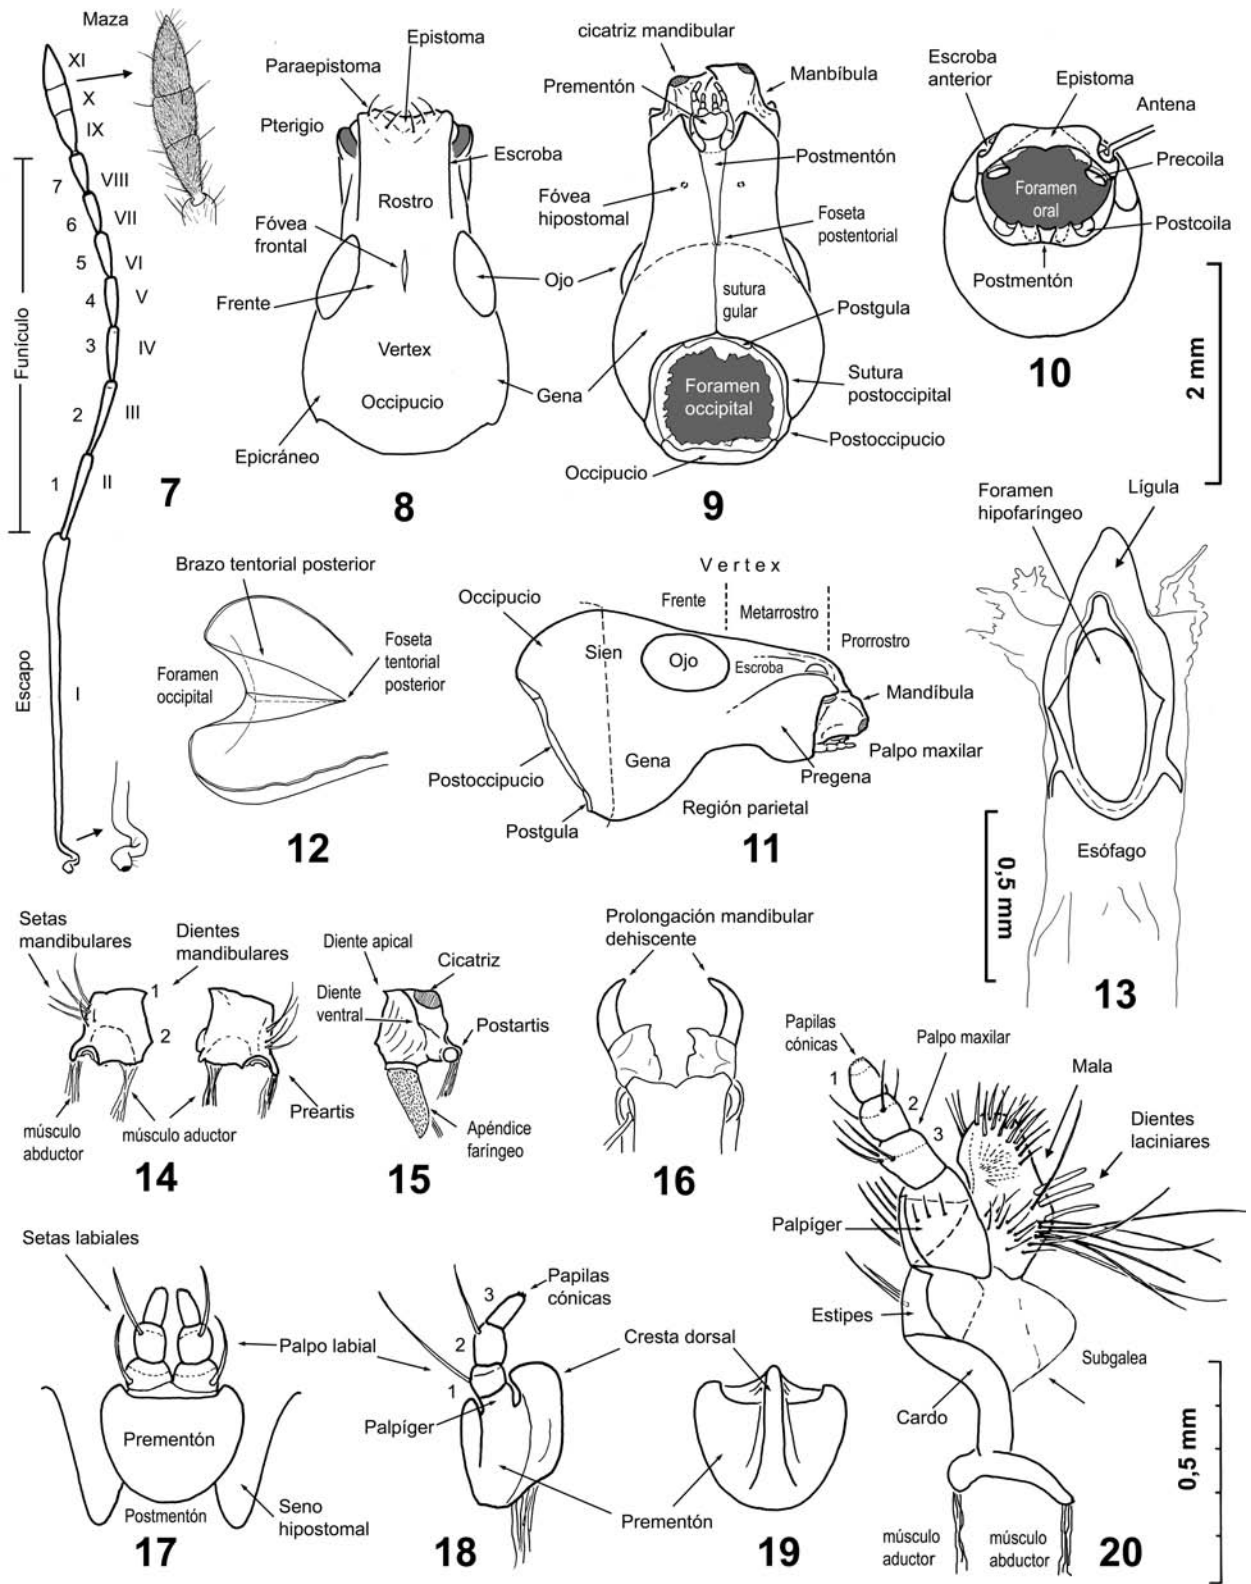 Maza
XI
X
IX
VIII
VII
VI
V
IV
III
II
I
7
6
5
4
3
2
1
Funículo
Escapo
7
Epistoma
Paraepistoma
Pterigio
Escroba
Rostro
Fóvea
frontal
Frente
Ojo
Vertex
Occipucio
Gena
Epicráneo
8
cicatriz mandibular
Prementón
Manbíbula
Postmentón
Fóvea
hipostomal
Foseta
postentorial
sutura
gular
Postgula
Foramen
occipital
Sutura
postoccipital
Postoccipucio
Occipucio
9
Escroba
anterior
Epistoma
Antena
Precoila
Foramen
oral
Postcoila
Postmentón
10
2 mm
Brazo tentorial posterior
Foramen
occipital
Foseta
tentorial
posterior
12
Vertex
Occipucio
Frente
Metarrostro
Prorrostro
Sien
Ojo
Escroba
Mandíbula
Palpo maxilar
Gena
Pregena
Postoccipucio
Postgula
Región parietal
11
Foramen
hipofaríngeo
Lígula
Esófago
0,5 mm
13
Setas
mandibulares
Dientes
mandibulares
1
2
Preartis
músculo
abductor
músculo aductor
14
Diente apical
Cicatriz
Diente
ventral
Postartis
Apéndice
faríngeo
15
Prolongación mandibular
dehiscente
16
Papilas
cónicas
Palpo maxilar
1
2
3
Mala
Dientes
laciniares
Palpíger
Estipes
Subgalea
Cardo
músculo
aductor
músculo
abductor
20
0,5 mm
Setas labiales
Palpo labial
Prementón
Postmentón
Seno
hipostomal
17
3
2
1
Papilas
cónicas
Palpíger
18
Cresta dorsal
Prementón
19